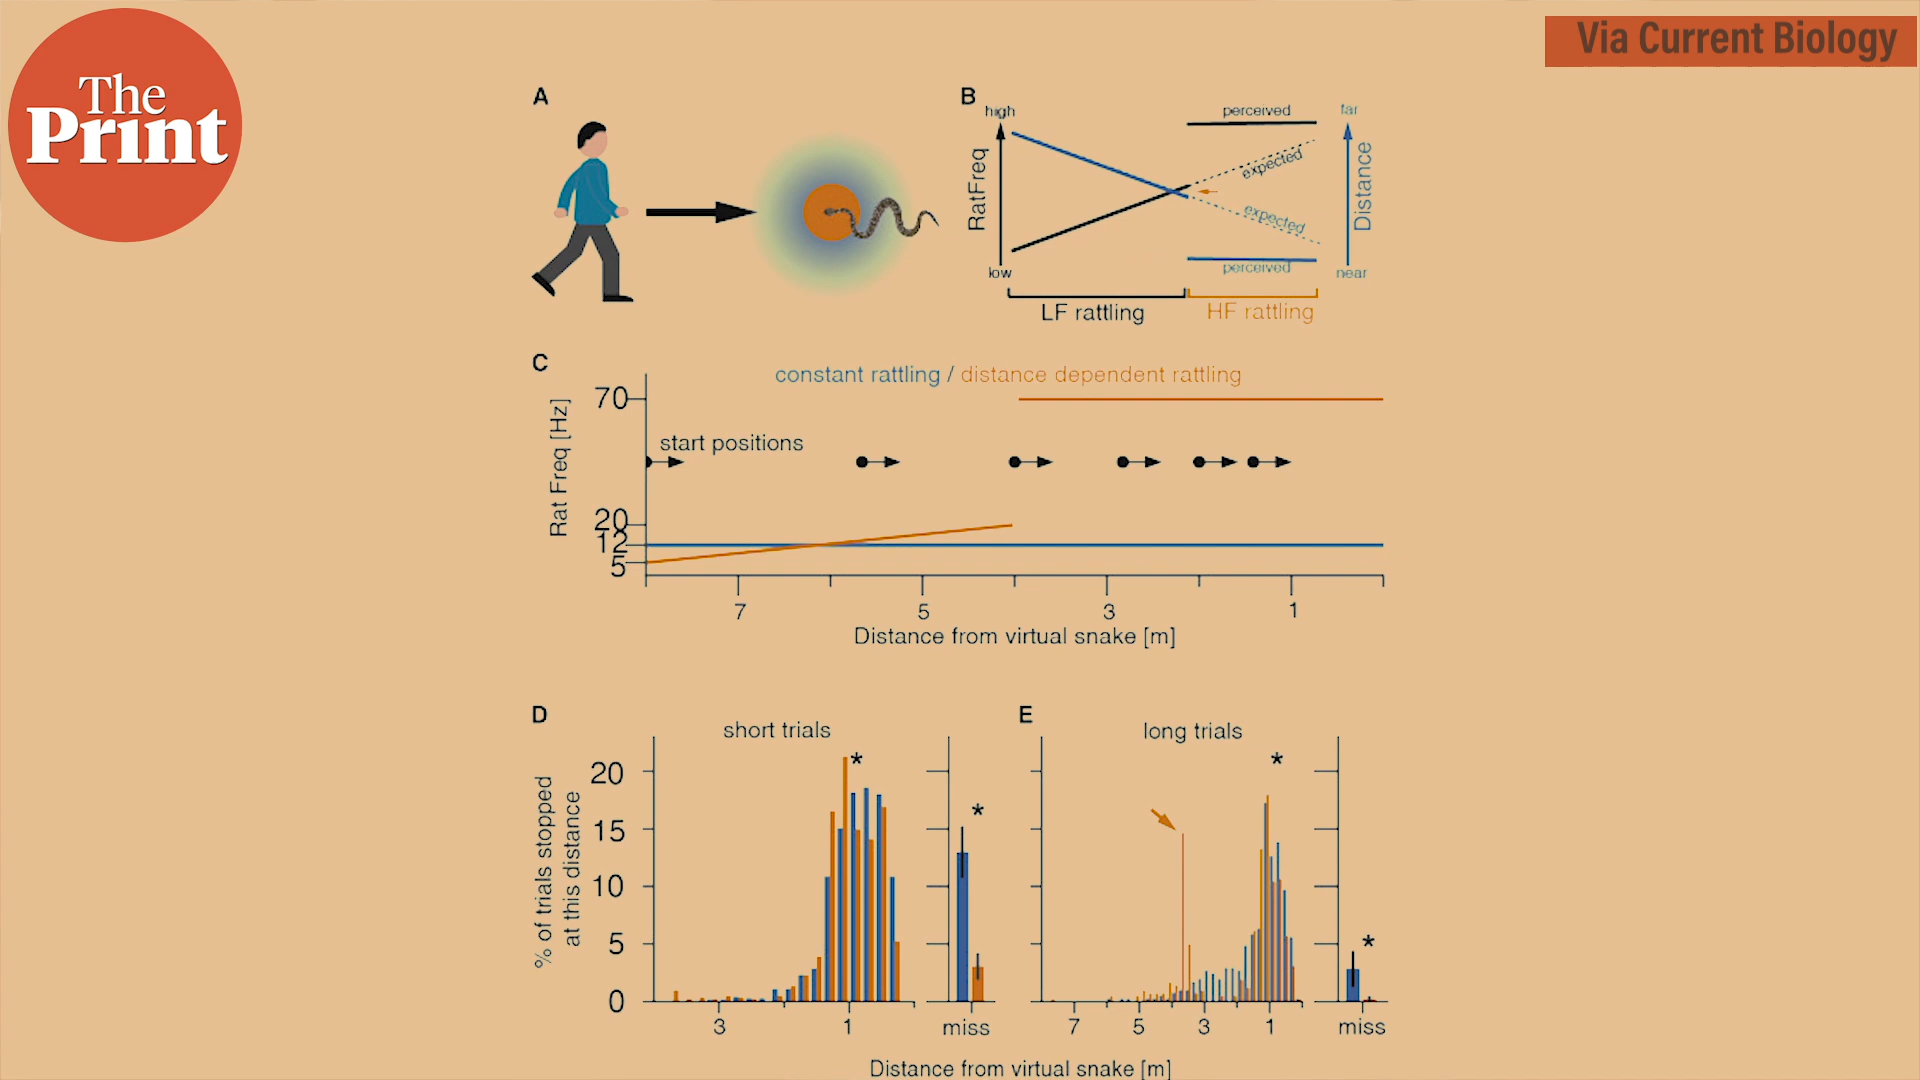 The
Print
Via Current Biology
A
B
high
perceived
far
RatFreq
expected
Distance
expected
low
perceived
near
LF rattling
HF rattling
C
constant rattling / distance dependent rattling
70
start positions
Rat Freq [Hz]
20
12
5
7
5
3
1
Distance from virtual snake [m]
D
short trials
*
20
15
10
5
0
% of trials stopped
at this distance
3
1
*
miss
E
long trials
*
7
5
3
1
*
miss
Distance from virtual snake [m]